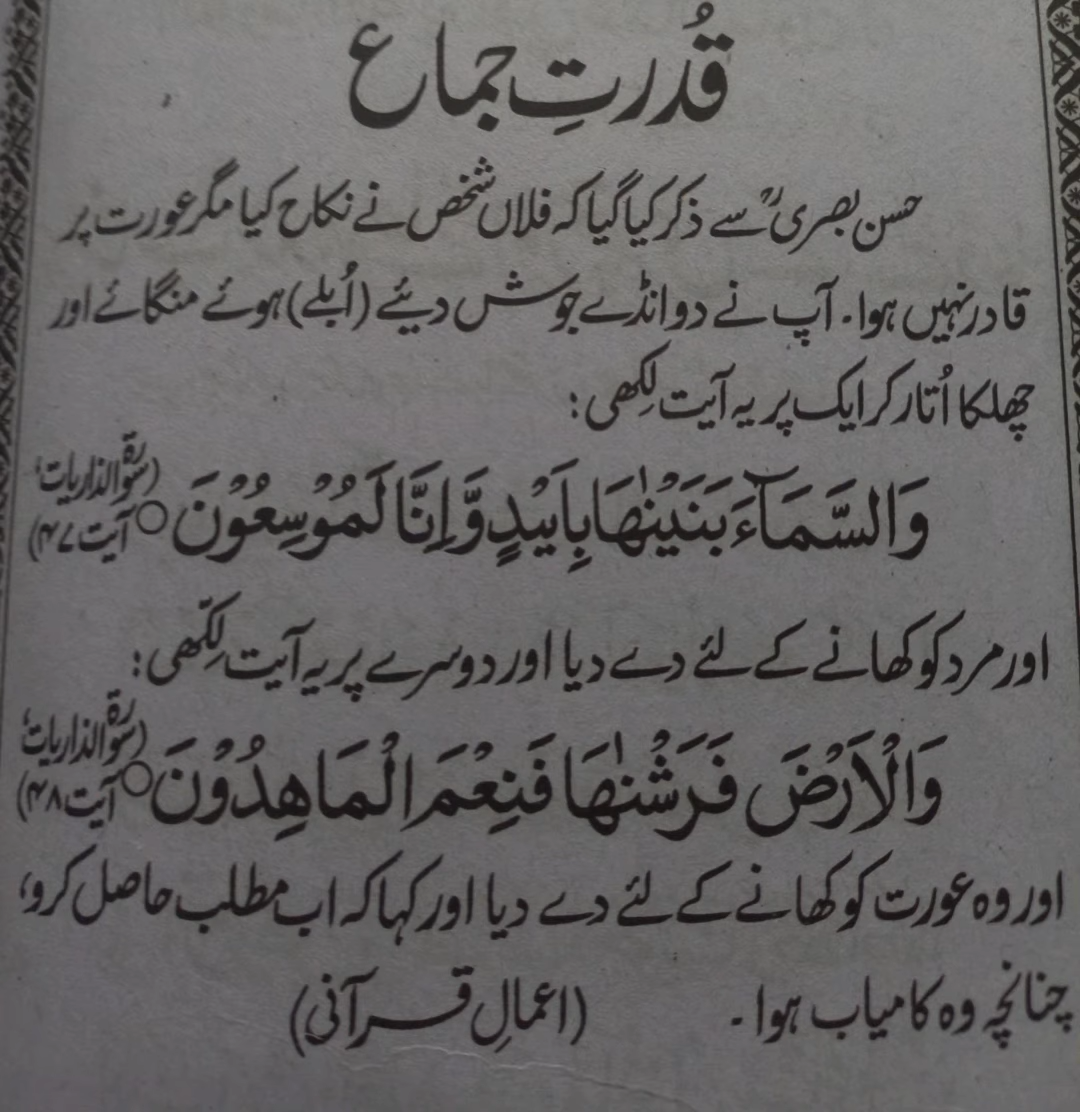 قُدرتِ جماع
حسن بصریؒ سے ذکر کیا گیا کہ فلاں شخص نے نکاح کیا مگر عورت پر
قادر نہیں ہوا۔ آپ نے دو انڈے جوش دیئے (اُبلے) ہوئے منگائے اور
چھلکا اُتار کر ایک پر یہ آیت لکھی:
وَالسَّمَآءَ بَنَيْنٰهَا بِاَيْيدٍ وَّاِنَّا لَمُوْسِعُوْنَ ○ (سورۃ الذاریات، آیت ۴۷)
اور مرد کو کھانے کے لئے دے دیا اور دوسرے پر یہ آیت لکّھی:
وَالْاَرْضَ فَرَشْنٰهَا فَنِعْمَ الْمَاهِدُوْنَ ○ (سورۃ الذاریات، آیت ۴۸)
اور وہ عورت کو کھانے کے لئے دے دیا اور کہا کہ اب مطلب حاصل کرو،
چنانچہ وہ کامیاب ہوا۔ (اعمالِ قرآنی)